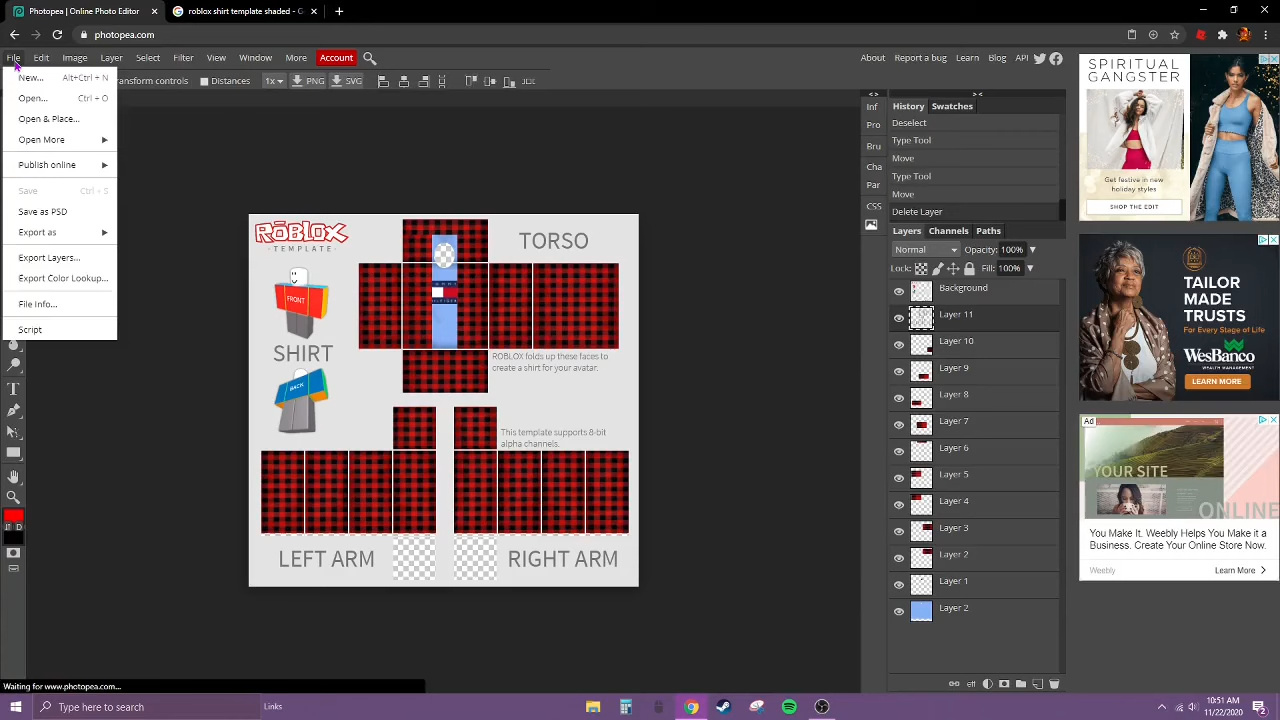 Photopea | Online Photo Editor
roblox shirt template shaded - G
photopea.com
File Edit Image Layer Select Filter View Window More Account
About Report a bug Learn Blog API
New... Alt+Ctrl + N
Open... Ctrl + O
Open & Place...
Open More
Publish online
Save Ctrl + S
Save as PSD
Export as
Export Layers...
Export Color Lookup...
File Info...
Script
Transform controls
Distances
1x
PNG
SVG
ROBLOX
TEMPLATE
TORSO
FRONT
SHIRT
BACK
ROBLOX folds up these faces to
create a shirt for your avatar.
This template supports 8-bit
alpha channels.
LEFT ARM
RIGHT ARM
Inf
Pro
Bru
Cha
Par
CSS
History Swatches
Deselect
Type Tool
Move
Type Tool
Move
Delete Layer
Layers Channels Paths
Normal Opacity: 100%
Lock: Fill: 100%
Background
Layer 11
Layer 10
Layer 9
Layer 8
Layer 7
Layer 6
Layer 5
Layer 4
Layer 3
Layer 2
Layer 1
Layer 2
eff
D
SPIRITUAL
GANGSTER
Get festive in new
holiday styles
SHOP THE EDIT
TAILOR
MADE
TRUSTS
For Every Stage of Life
WesBanco
WEALTH MANAGEMENT
LEARN MORE
Ad
YOUR SITE
ONLINE
You Make It. Weebly Helps You Make it a
Business. Create Your Online Store Now.
Weebly
Learn More
Waiting for www.photopea.com...
Type here to search
Links
10:51 AM
11/22/2020
2